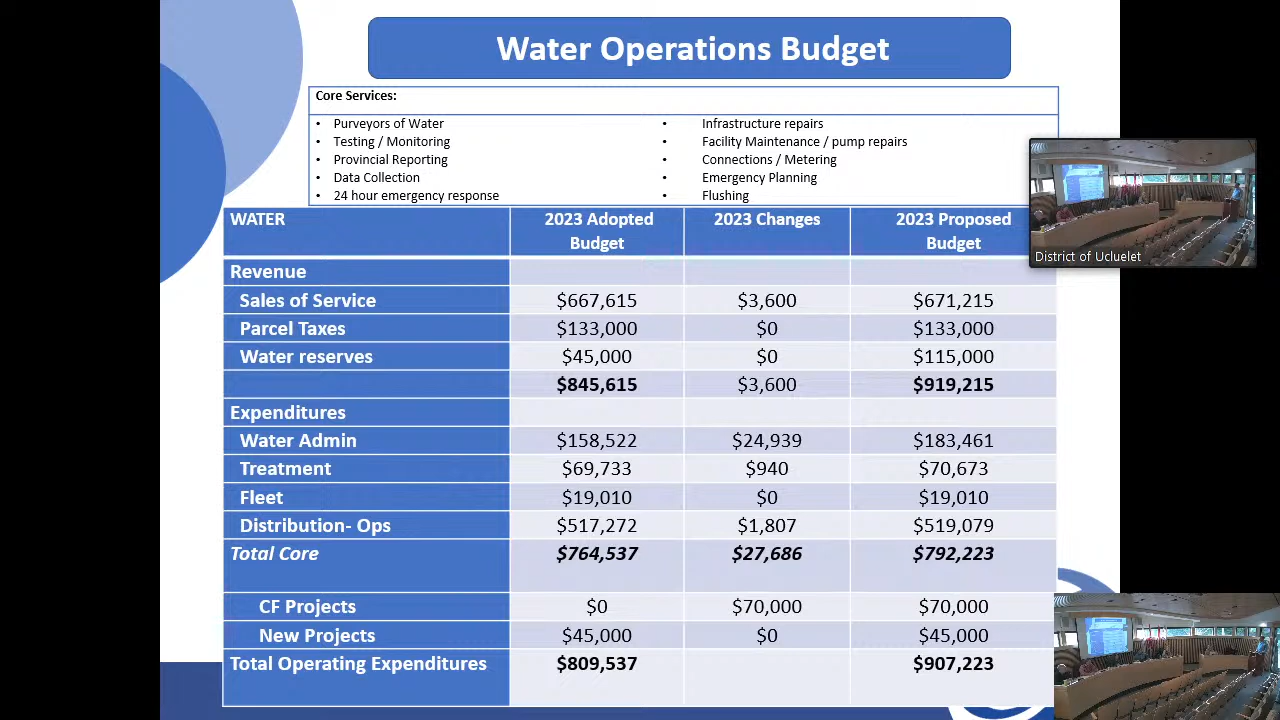 Water Operations Budget
Core Services:
• Purveyors of Water
• Testing / Monitoring
• Provincial Reporting
• Data Collection
• 24 hour emergency response
• Infrastructure repairs
• Facility Maintenance / pump repairs
• Connections / Metering
• Emergency Planning
• Flushing
WATER 2023 Adopted Budget 2023 Changes 2023 Proposed Budget
Revenue
Sales of Service $667,615 $3,600 $671,215
Parcel Taxes $133,000 $0 $133,000
Water reserves $45,000 $0 $115,000
$845,615 $3,600 $919,215
Expenditures
Water Admin $158,522 $24,939 $183,461
Treatment $69,733 $940 $70,673
Fleet $19,010 $0 $19,010
Distribution- Ops $517,272 $1,807 $519,079
Total Core $764,537 $27,686 $792,223
CF Projects $0 $70,000 $70,000
New Projects $45,000 $0 $45,000
Total Operating Expenditures $809,537 $907,223
District of Ucluelet